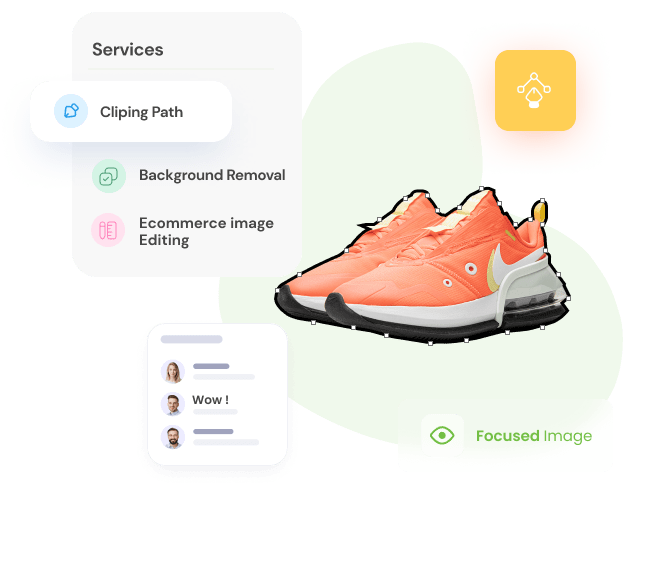 Services
Cliping Path
Background Removal
Ecommerce image
Editing
Wow !
Focused Image